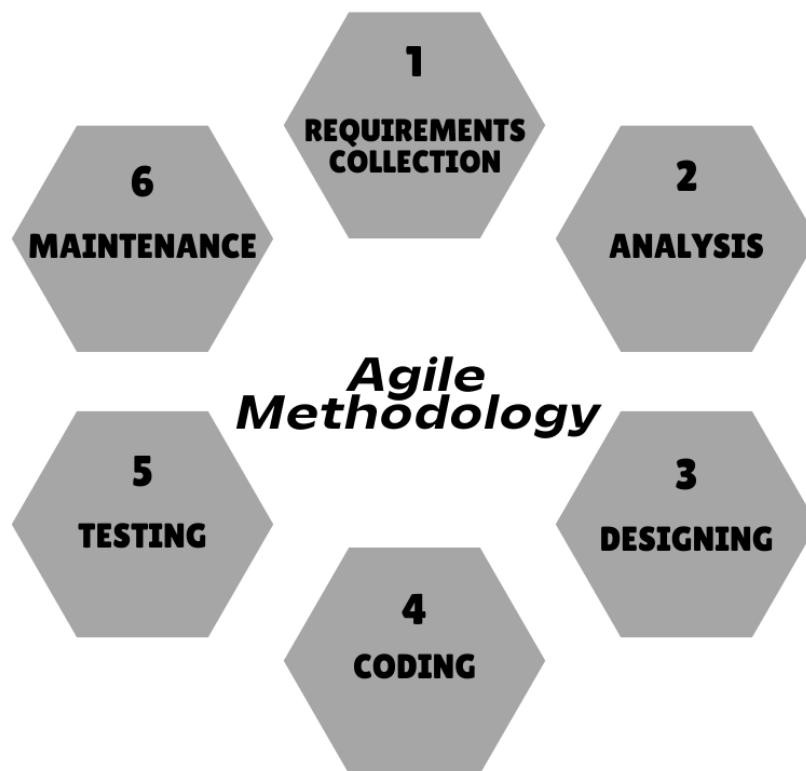 1
REQUIREMENTS
COLLECTION
2
ANALYSIS
3
DESIGNING
4
CODING
5
TESTING
6
MAINTENANCE
Agile
Methodology